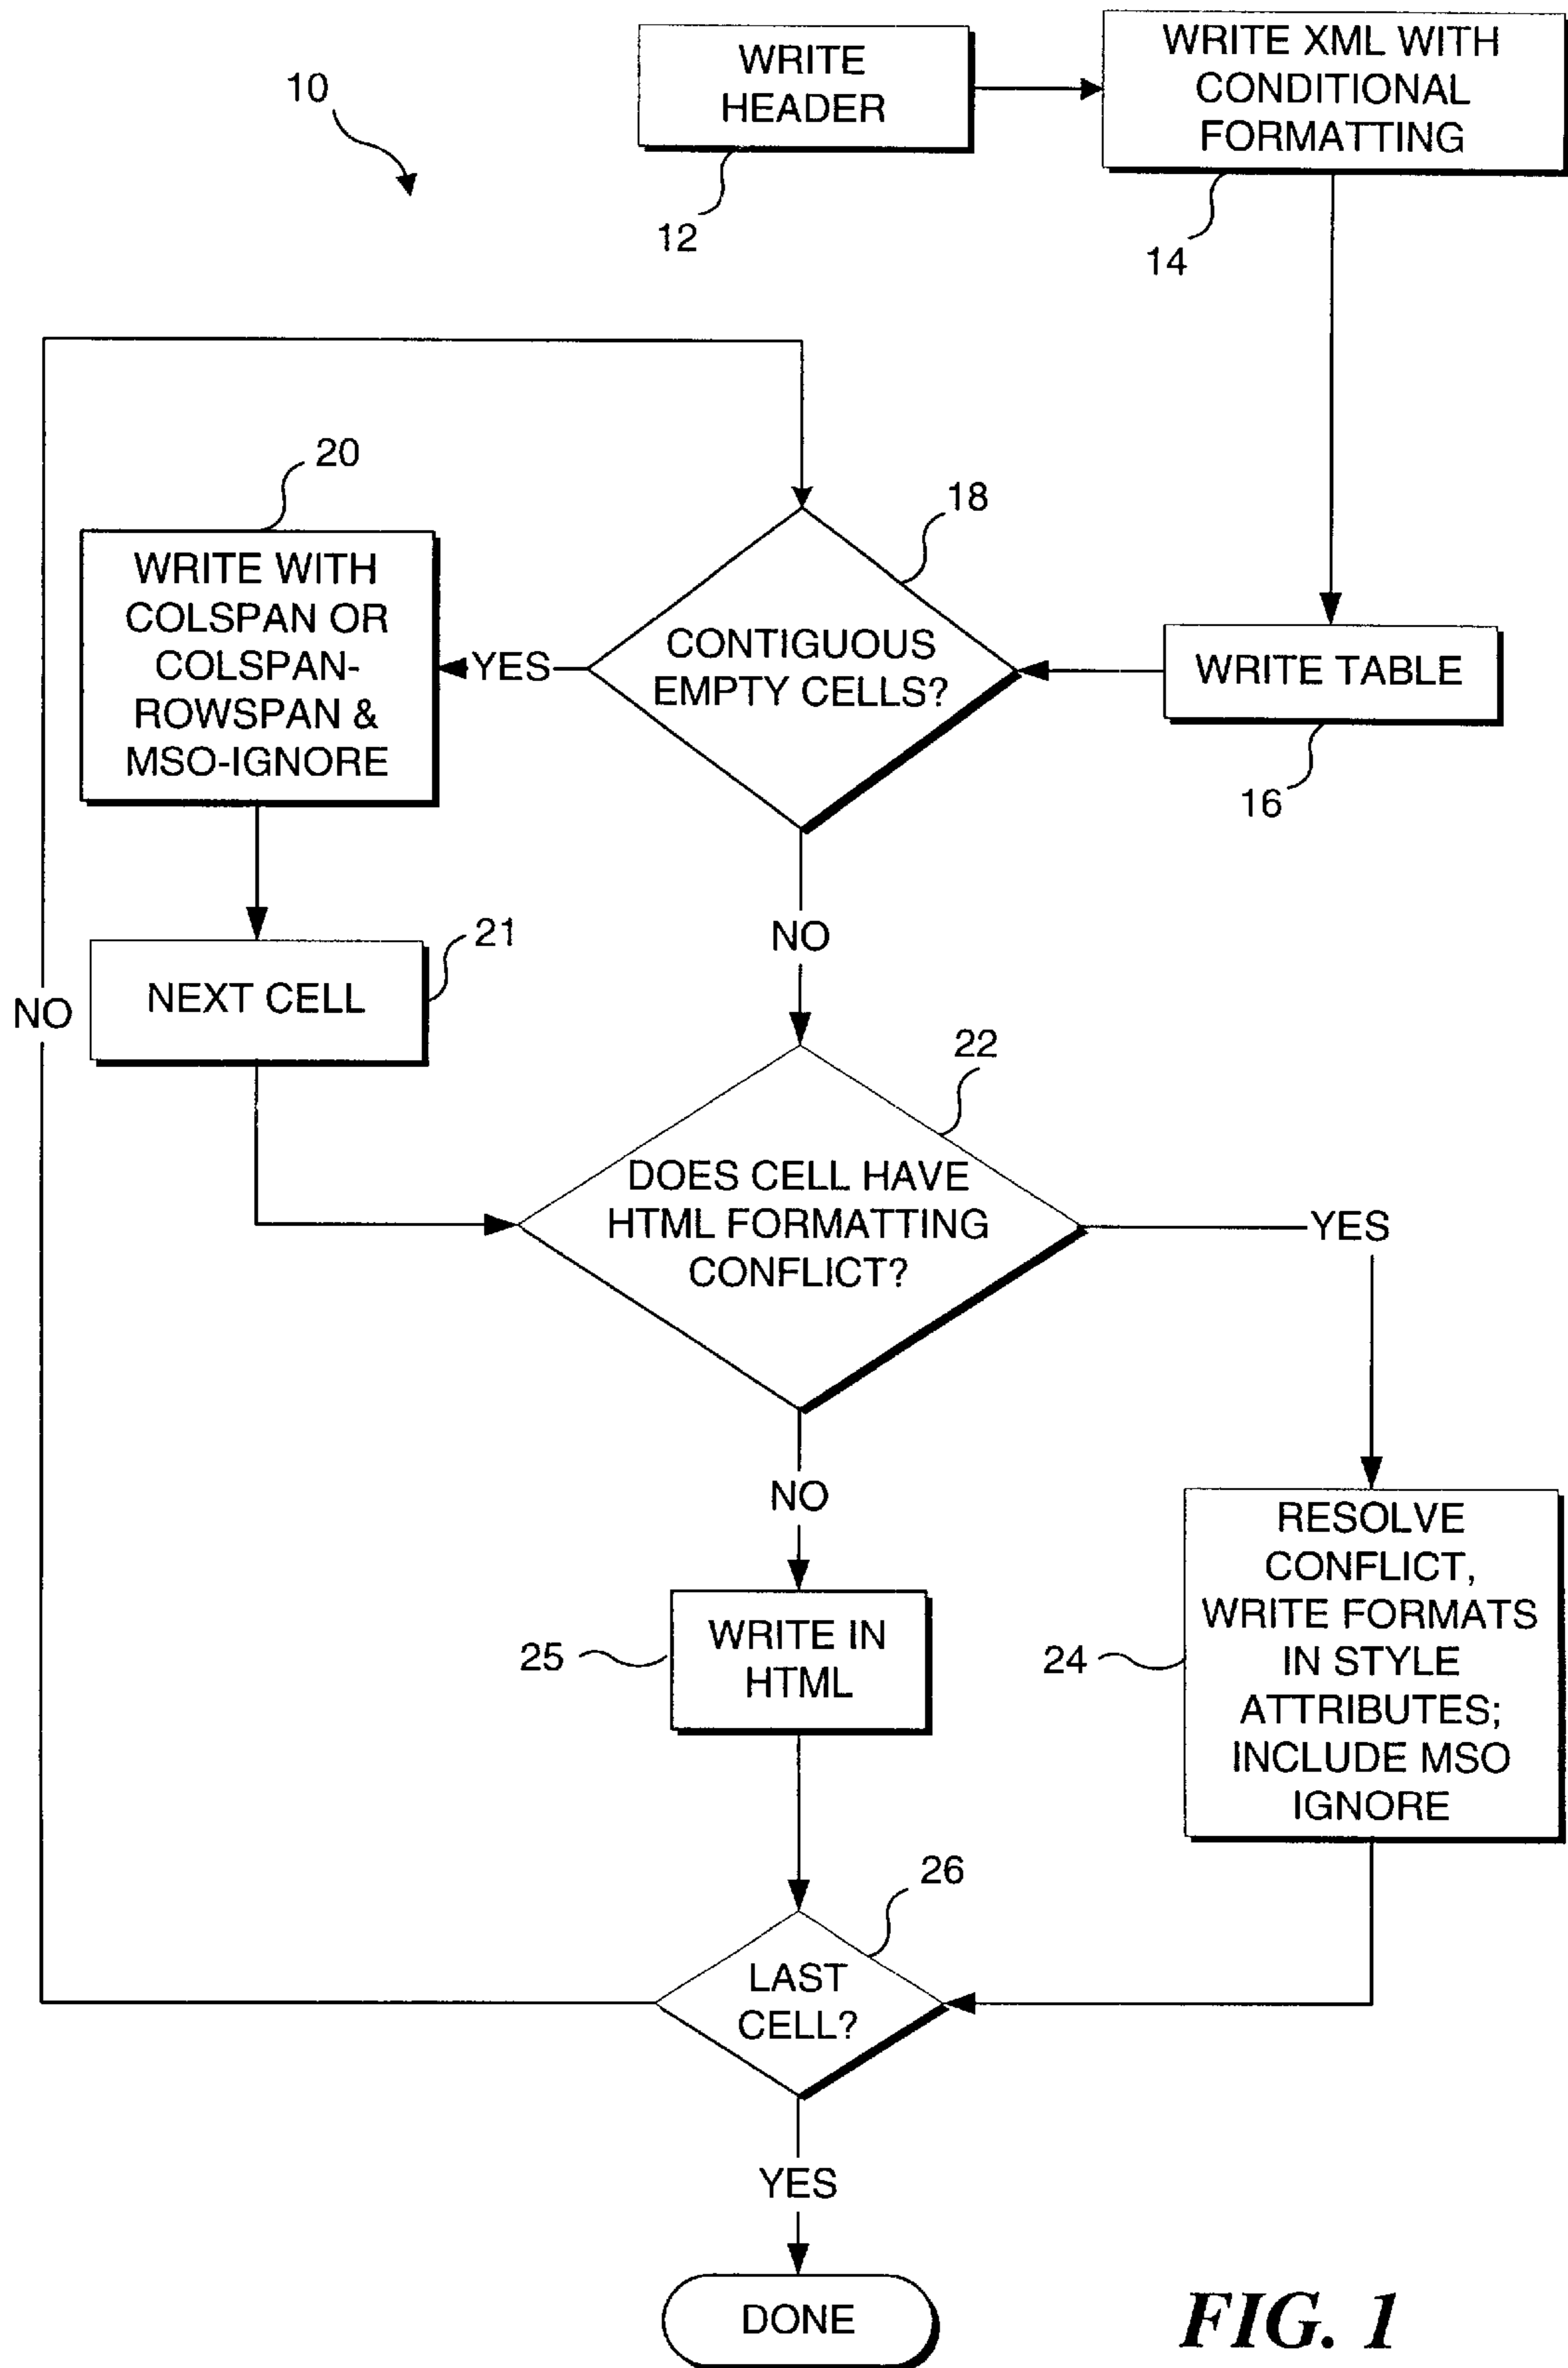 10
WRITE
HEADER
12
WRITE XML WITH
CONDITIONAL
FORMATTING
14
20
WRITE WITH
COLSPAN OR
COLSPAN-
ROWSPAN &
MSO-IGNORE
YES
18
CONTIGUOUS
EMPTY CELLS?
WRITE TABLE
16
NO
21
NEXT CELL
NO
22
DOES CELL HAVE
HTML FORMATTING
CONFLICT?
YES
NO
25
WRITE IN
HTML
24
RESOLVE
CONFLICT,
WRITE FORMATS
IN STYLE
ATTRIBUTES;
INCLUDE MSO
IGNORE
26
LAST
CELL?
YES
DONE
FIG. 1